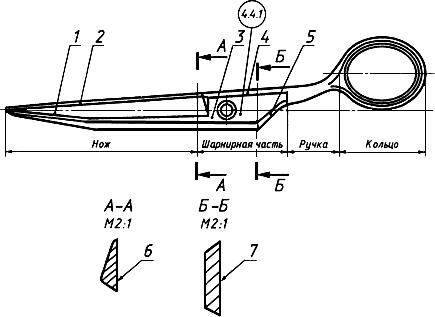 4.4.1
1 2 А 3 4 Б 5
Нож Шарнирная часть Ручка Кольцо
А Б
А–А Б–Б
М2:1 М2:1
6 7